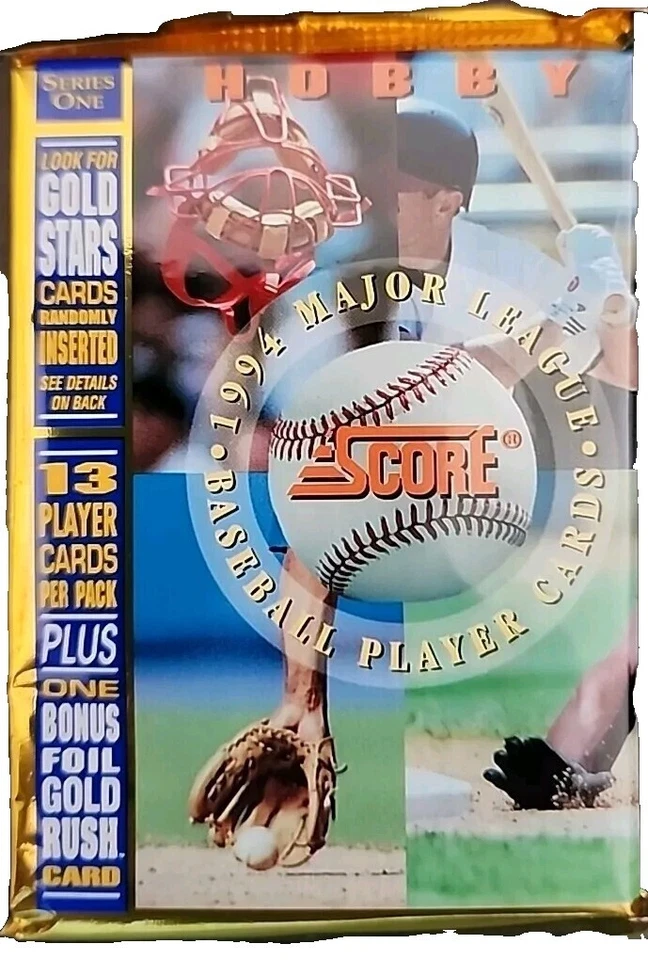 SERIES
ONE
LOOK FOR
GOLD
STARS
CARDS
RANDOMLY
INSERTED
SEE DETAILS
ON BACK
13
PLAYER
CARDS
PER PACK
PLUS
ONE
BONUS
FOIL
GOLD
RUSH™
CARD
HOBBY
• 1994 MAJOR LEAGUE •
SCORE®
BASEBALL PLAYER CARDS